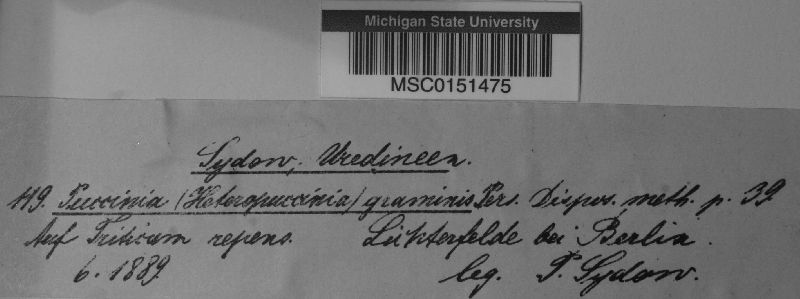 Michigan State University
MSC0151475
Sydow, Uredineen.
119. Puccinia (Heteropuccinia) graminis Pers. Dispos. meth. p. 39.
Auf Triticum repens. Lichterfelde bei Berlin.
6. 1889. leg. P. Sydow.